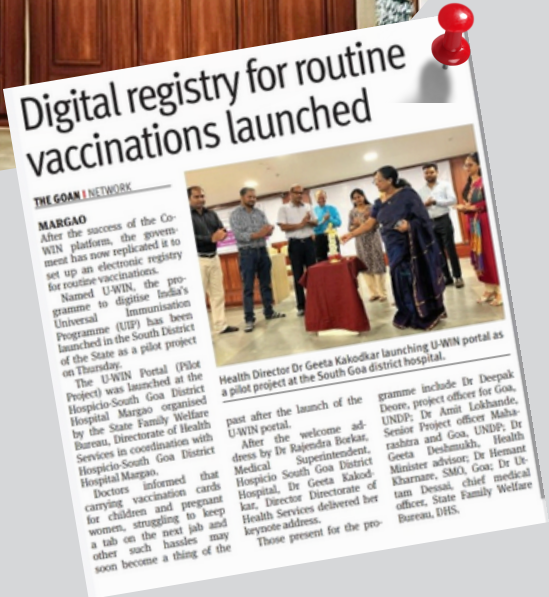 Digital registry for routine
vaccinations launched
THE GOAN | NETWORK
MARGAO
After the success of the Co-
WIN platform, the govern-
ment has now replicated it to
set up an electronic registry
for routine vaccinations.
Named U-WIN, the pro-
gramme to digitise India's
Universal Immunisation
Programme (UIP) has been
launched in the South District
of the State as a pilot project
on Thursday.
The U-WIN Portal (Pilot
Project) was launched at the
Hospicio-South Goa District
Hospital Margao organised
by the State Family Welfare
Bureau, Directorate of Health
Services in coordination with
Hospicio-South Goa District
Hospital Margao.
Doctors informed that
carrying vaccination cards
for children and pregnant
women, struggling to keep
a tab on the next jab and
other such hassles may
soon become a thing of the
Health Director Dr Geeta Kakodkar launching U-WIN portal as
a pilot project at the South Goa district hospital.
past after the launch of the
U-WIN portal.
After the welcome ad-
dress by Dr Rajendra Borkar,
Medical Superintendent,
Hospicio South Goa District
Hospital, Dr Geeta Kakod-
kar, Director Directorate of
Health Services delivered her
keynote address.
Those present for the pro-
gramme include Dr Deepak
Deore, project officer for Goa,
UNDP; Dr Amit Lokhande,
Senior Project officer Maha-
rashtra and Goa, UNDP; Dr
Geeta Deshmukh, Health
Minister advisor; Dr Hemant
Kharnare, SMO, Goa; Dr Ut-
tam Dessai, chief medical
officer, State Family Welfare
Bureau, DHS.